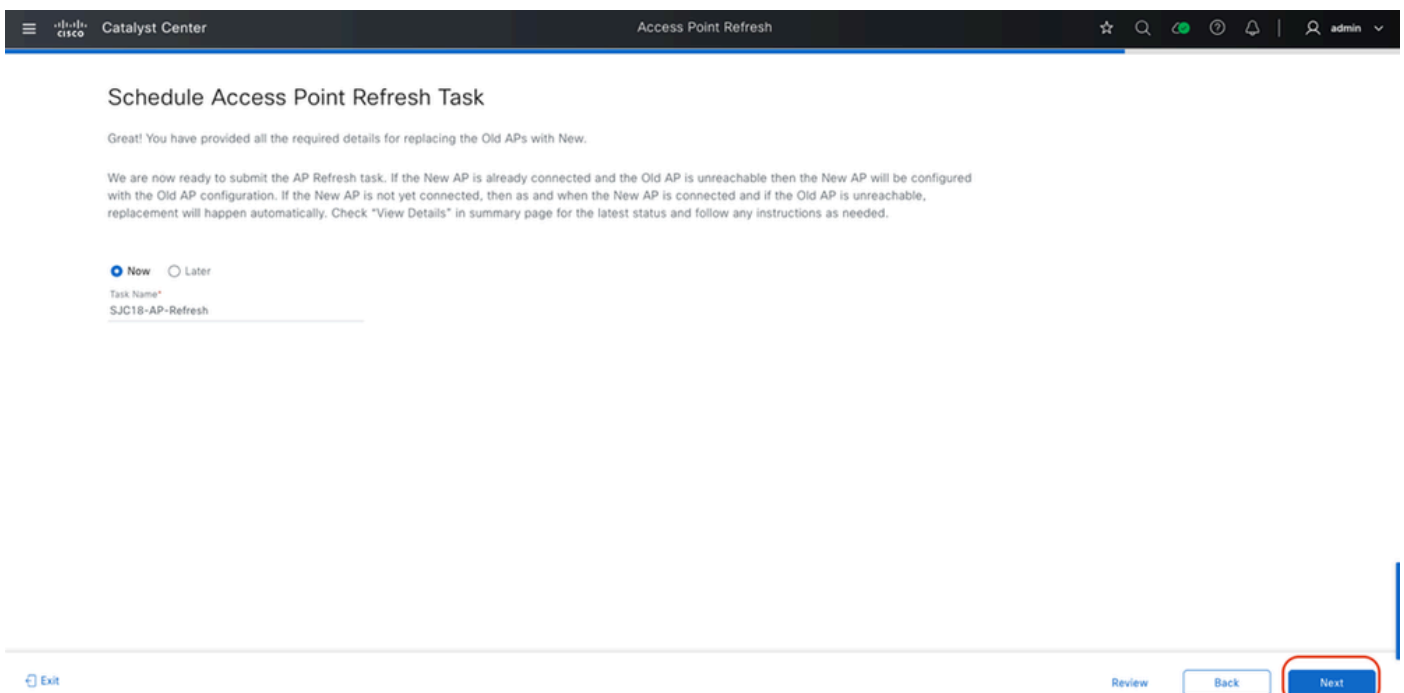 CISCO Catalyst Center
Access Point Refresh
admin
Schedule Access Point Refresh Task
Great! You have provided all the required details for replacing the Old APs with New.
We are now ready to submit the AP Refresh task. If the New AP is already connected and the Old AP is unreachable then the New AP will be configured
with the Old AP configuration. If the New AP is not yet connected, then as and when the New AP is connected and if the Old AP is unreachable,
replacement will happen automatically. Check "View Details" in summary page for the latest status and follow any instructions as needed.
Now Later
Task Name*
SJC18-AP-Refresh
Exit
Review Back Next